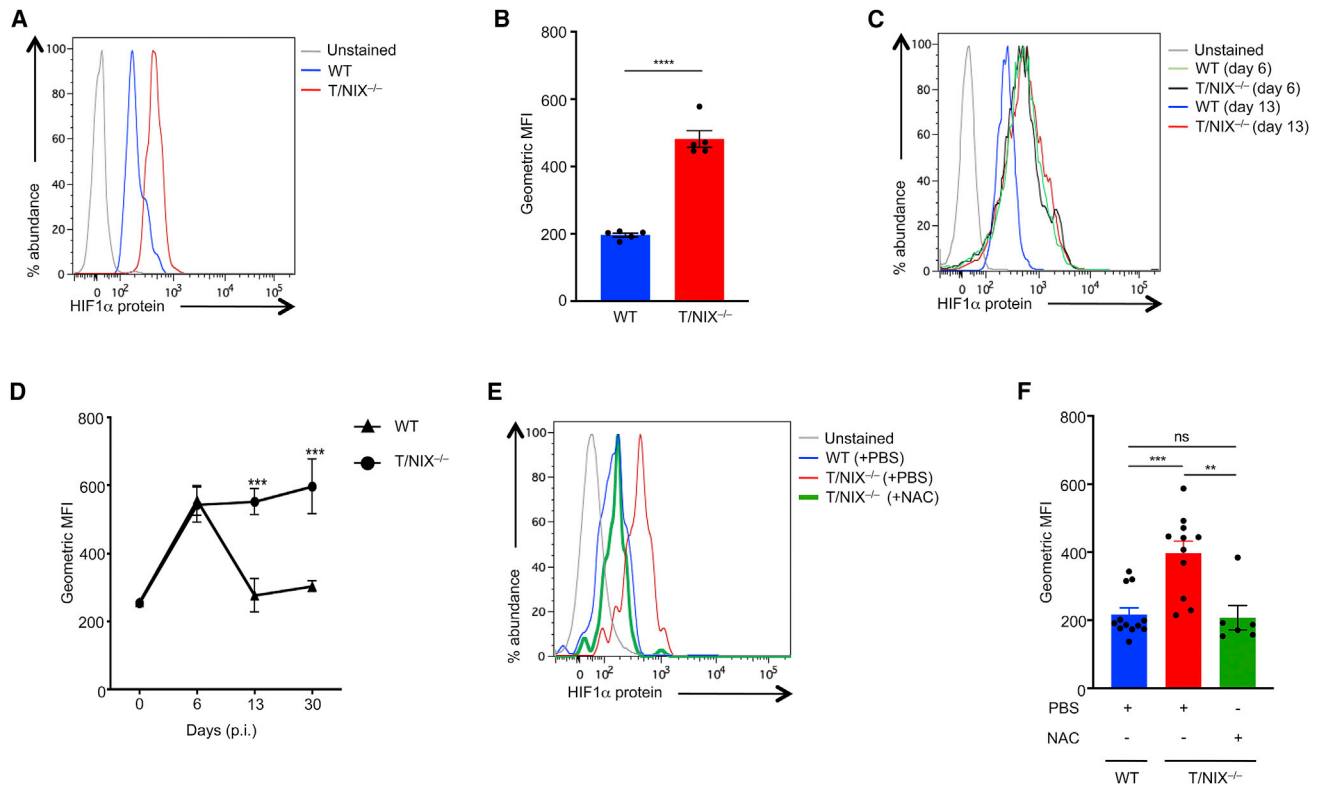 A
100
80
60
40
20
0
% abundance
0 10² 10³ 10⁴ 10⁵
HIF1α protein
Unstained
WT
T/NIX⁻/⁻
B
800
600
400
200
0
Geometric MFI
****
WT T/NIX⁻/⁻
C
100
80
60
40
20
0
% abundance
0 10² 10³ 10⁴ 10⁵
HIF1α protein
Unstained
WT (day 6)
T/NIX⁻/⁻ (day 6)
WT (day 13)
T/NIX⁻/⁻ (day 13)
D
800
600
400
200
0
Geometric MFI
*** ***
0 6 13 30
Days (p.i.)
WT
T/NIX⁻/⁻
E
100
80
60
40
20
0
% abundance
0 10² 10³ 10⁴ 10⁵
HIF1α protein
Unstained
WT (+PBS)
T/NIX⁻/⁻ (+PBS)
T/NIX⁻/⁻ (+NAC)
F
800
600
400
200
0
Geometric MFI
ns
*** **
PBS + + -
NAC - - +
WT T/NIX⁻/⁻